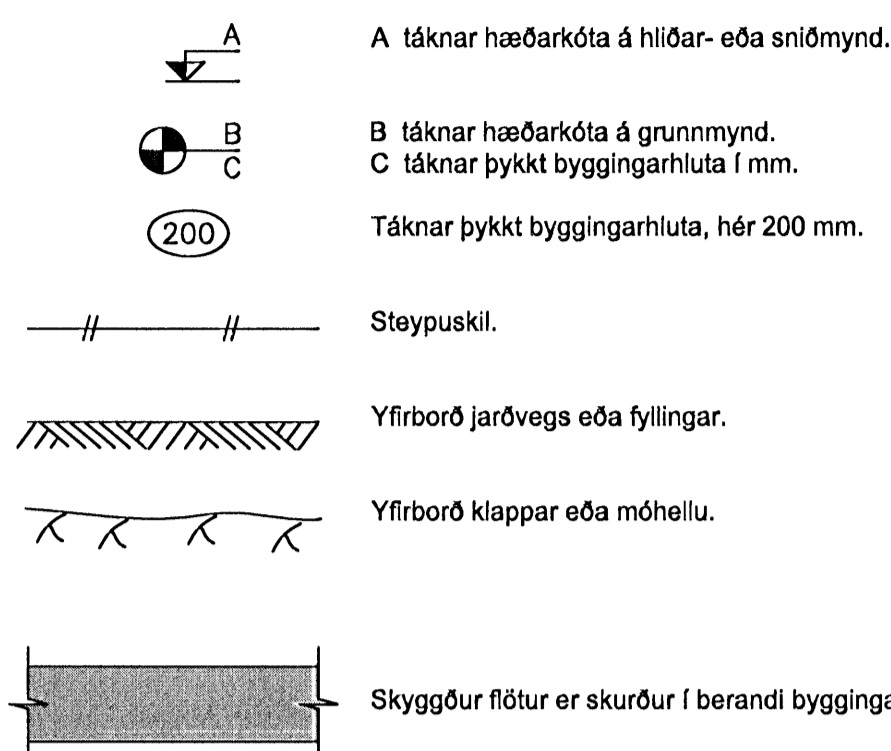 A A táknar hæðarkóta á hliðar- eða sniðmynd.
B B táknar hæðarkóta á grunnmynd.
C C táknar þykkt byggingarhluta í mm.
200 Táknar þykkt byggingarhluta, hér 200 mm.
Steypuskil.
Yfirborð jarðvegs eða fyllingar.
Yfirborð klappar eða móhellu.
Skyggður flötur er skurður í berandi